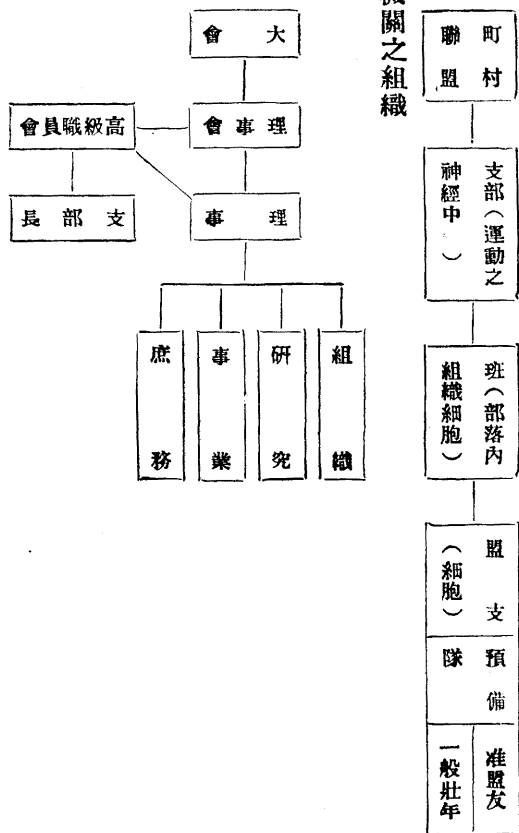 町村
聯盟
支部（運動之
神經中　）
班（部落內
組織細胞）
盟支
（細胞）
預備
隊
准盟友
一般壯年
機關之組織
大會
理事會
高級職員會
理事
支部長
組織
研究
事業
庶務